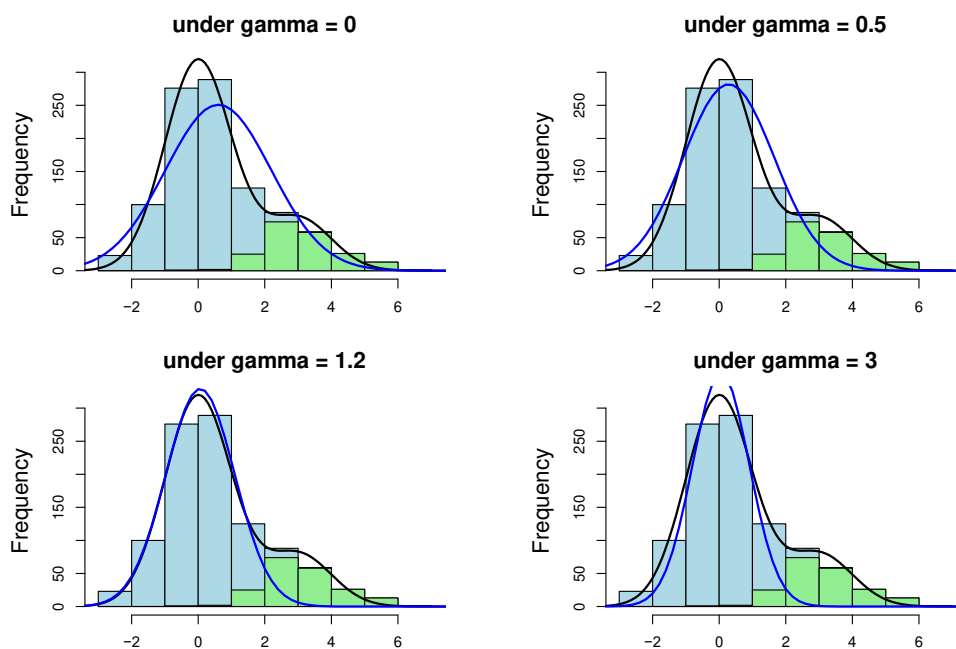 under gamma = 0
Frequency
0 50 150 250
−2 0 2 4 6
under gamma = 0.5
Frequency
0 50 150 250
−2 0 2 4 6
under gamma = 1.2
Frequency
0 50 150 250
−2 0 2 4 6
under gamma = 3
Frequency
0 50 150 250
−2 0 2 4 6